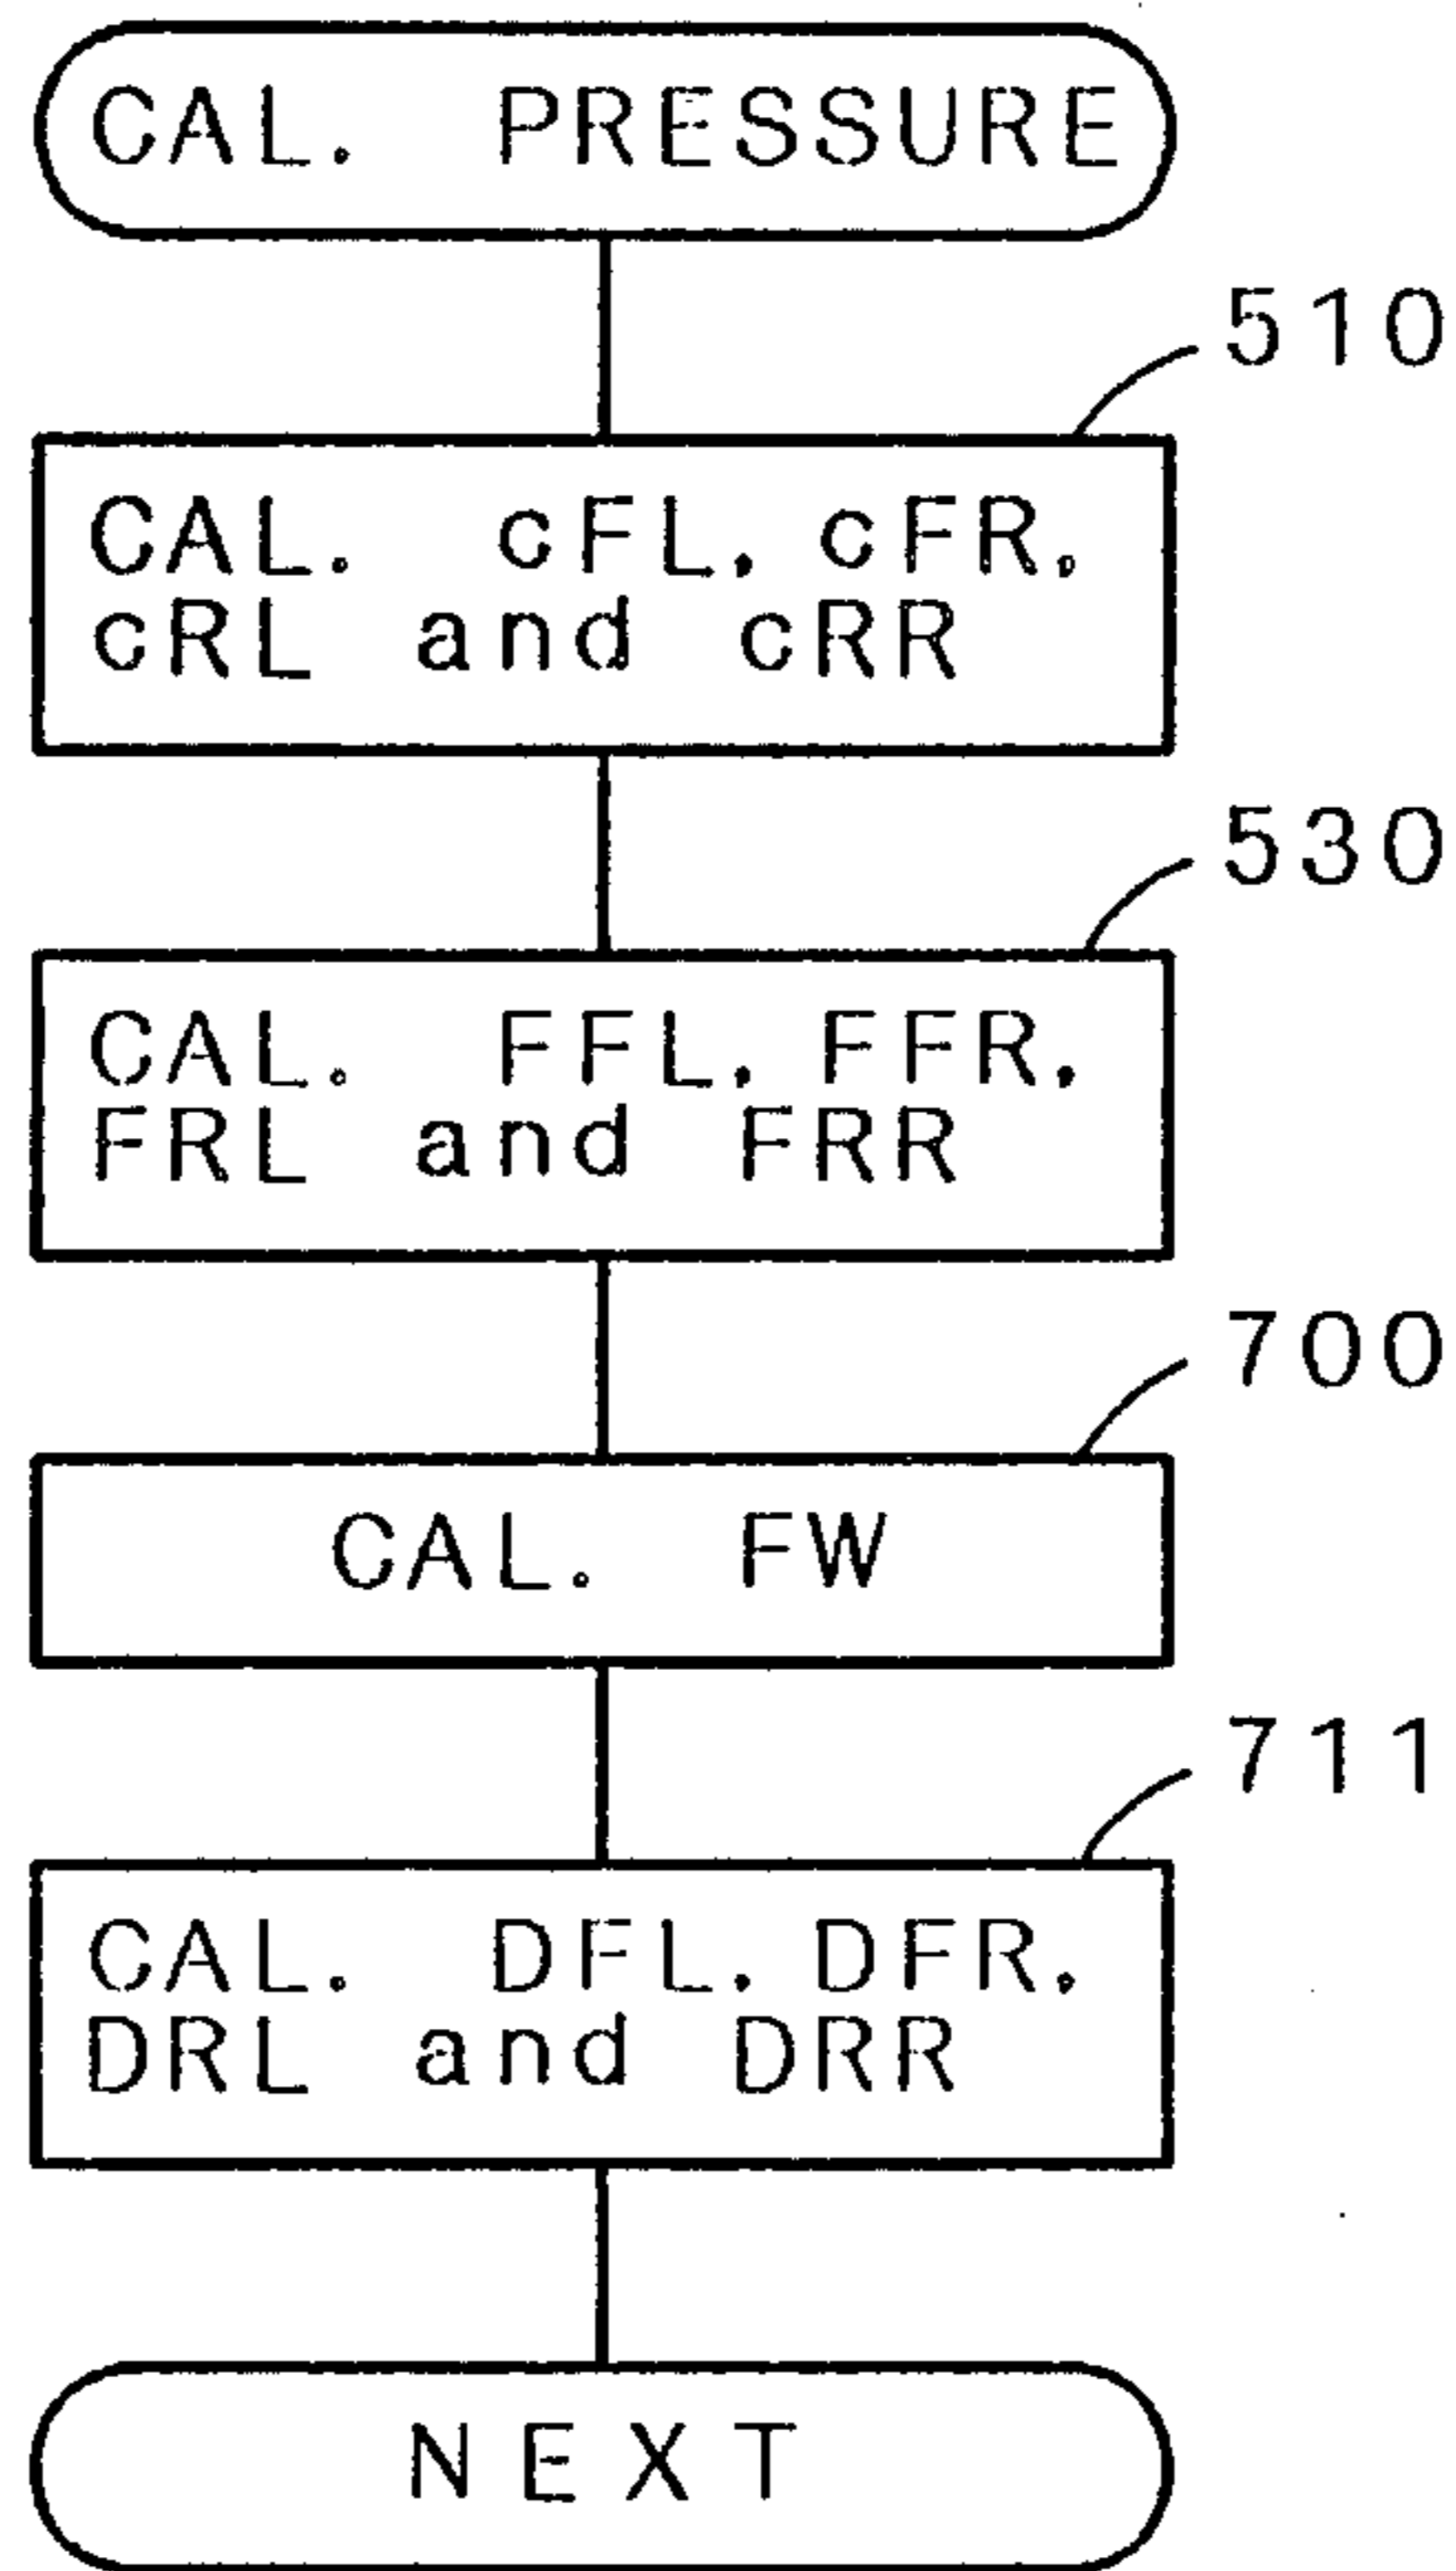 CAL. PRESSURE
510
CAL. cFL, cFR,
cRL and cRR
530
CAL. FFL, FFR,
FRL and FRR
700
CAL. FW
711
CAL. DFL, DFR,
DRL and DRR
NEXT